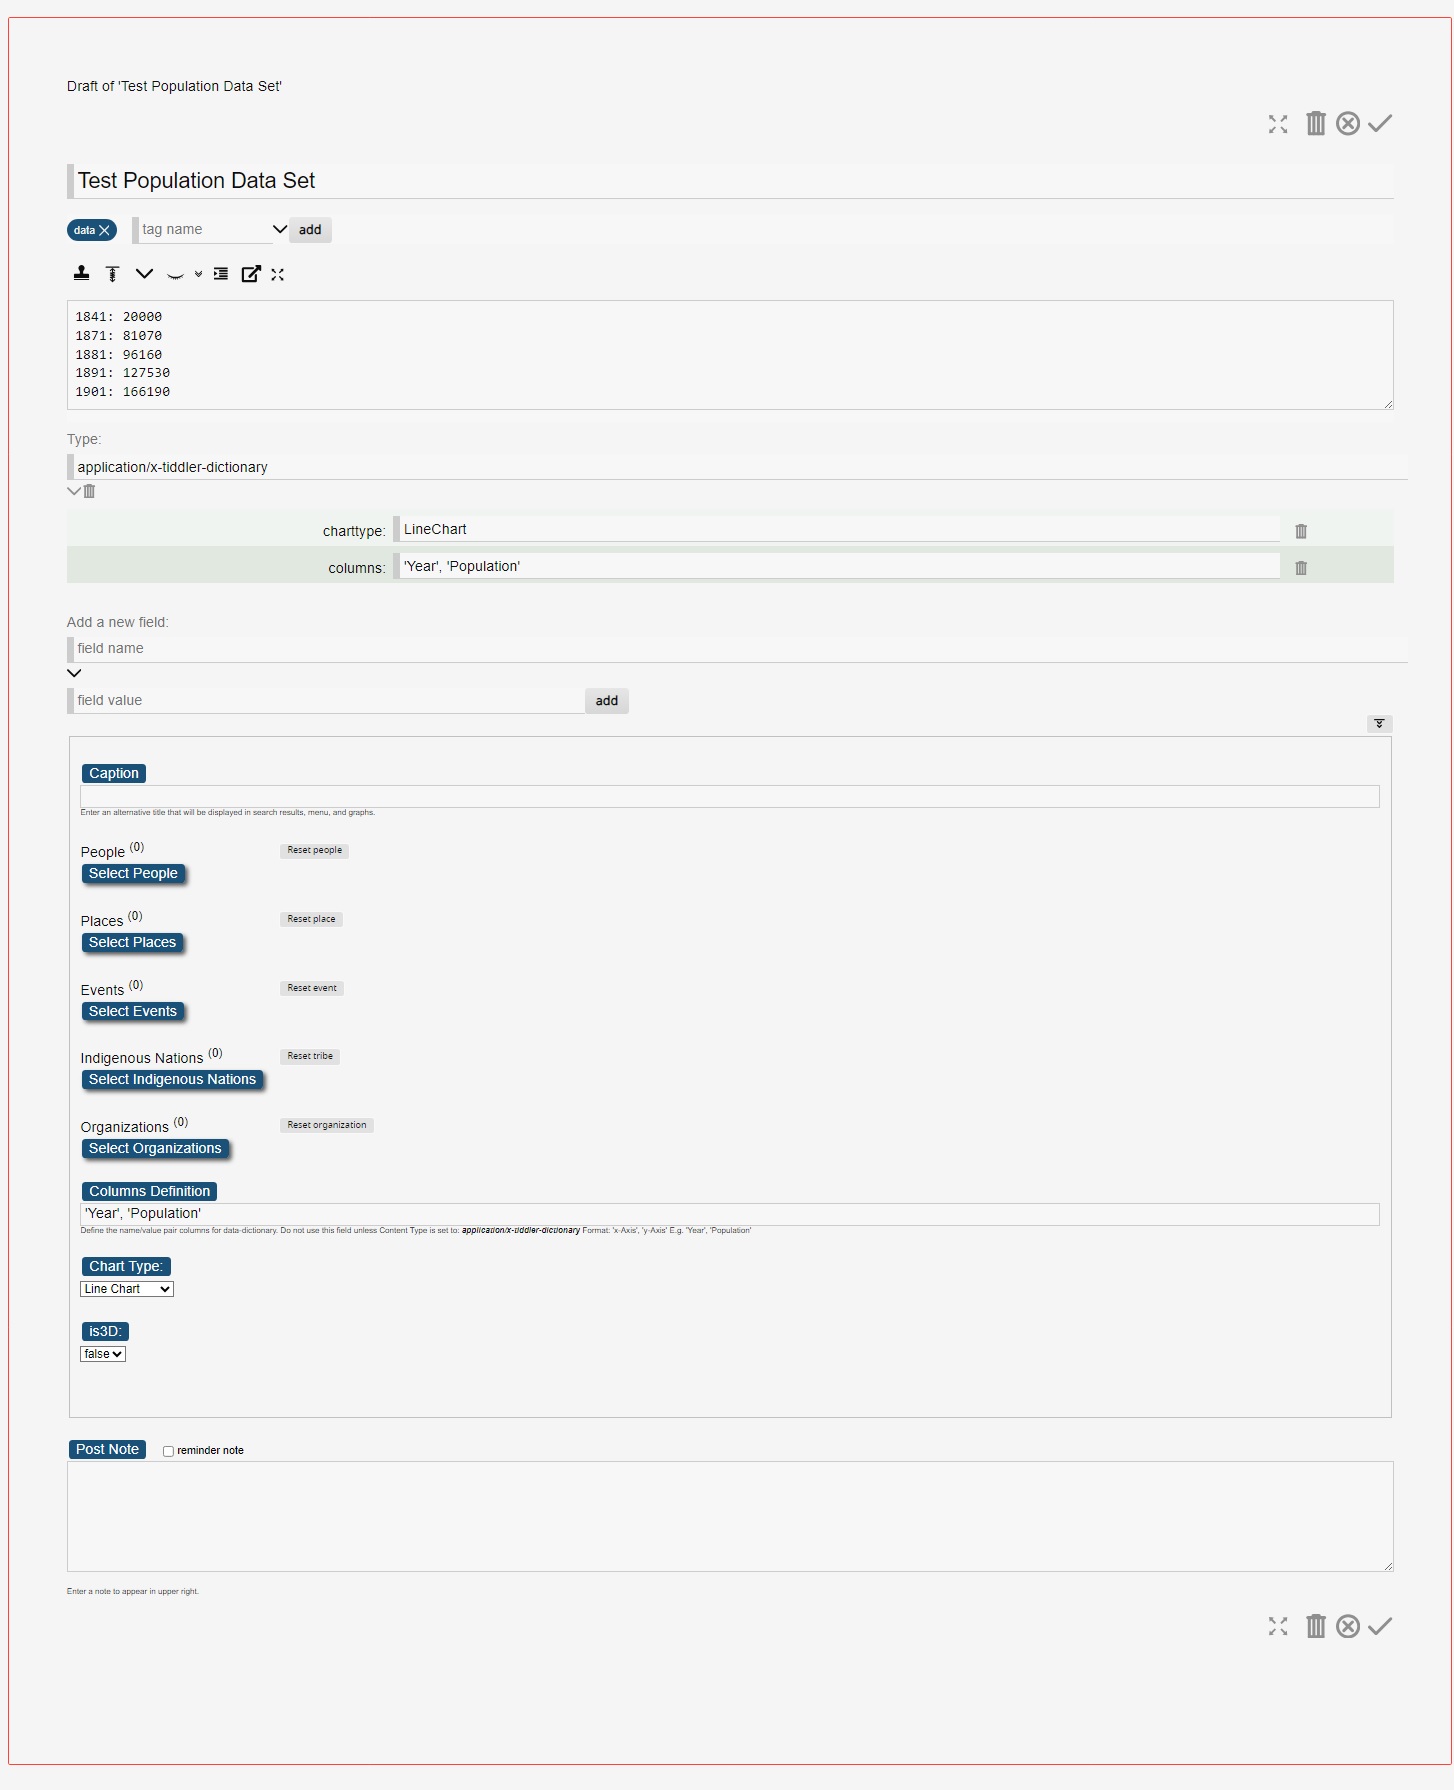 Draft of 'Test Population Data Set'
Test Population Data Set
data tag name add
1841: 20000
1871: 81070
1881: 96160
1891: 127530
1901: 166190
Type:
application/x-tiddler-dictionary
charttype: LineChart
columns: 'Year', 'Population'
Add a new field:
field name
field value add
Caption
Enter an alternative title that will be displayed in search results, menu, and graphs.
People (0) Reset people
Select People
Places (0) Reset place
Select Places
Events (0) Reset event
Select Events
Indigenous Nations (0) Reset tribe
Select Indigenous Nations
Organizations (0) Reset organization
Select Organizations
Columns Definition
'Year', 'Population'
Define the name/value pair columns for data-dictionary. Do not use this field unless Content Type is set to: application/x-tiddler-dictionary Format: 'x-Axis', 'y-Axis' E.g. 'Year', 'Population'
Chart Type:
Line Chart
is3D:
false
Post Note reminder note
Enter a note to appear in upper right.